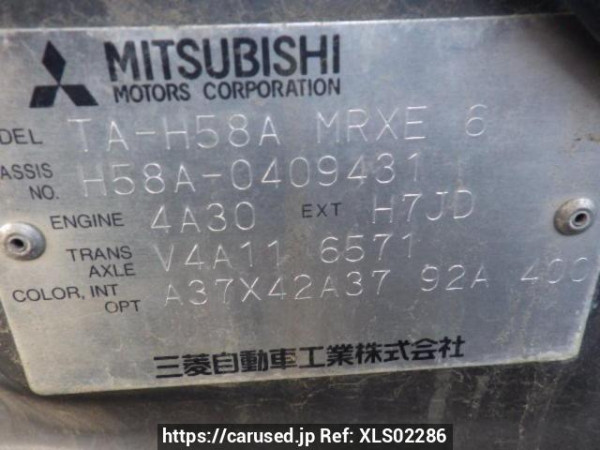 MITSUBISHI
MOTORS CORPORATION
DEL TA-H58A MRXE 6
ASSIS NO. H58A-0409431
ENGINE 4A30 EXT H7JD
TRANS AXLE V4A11 6571
COLOR, INT OPT A37X42A37 92A 400
三菱自動車工業株式会社
https://carused.jp Ref: XLS02286